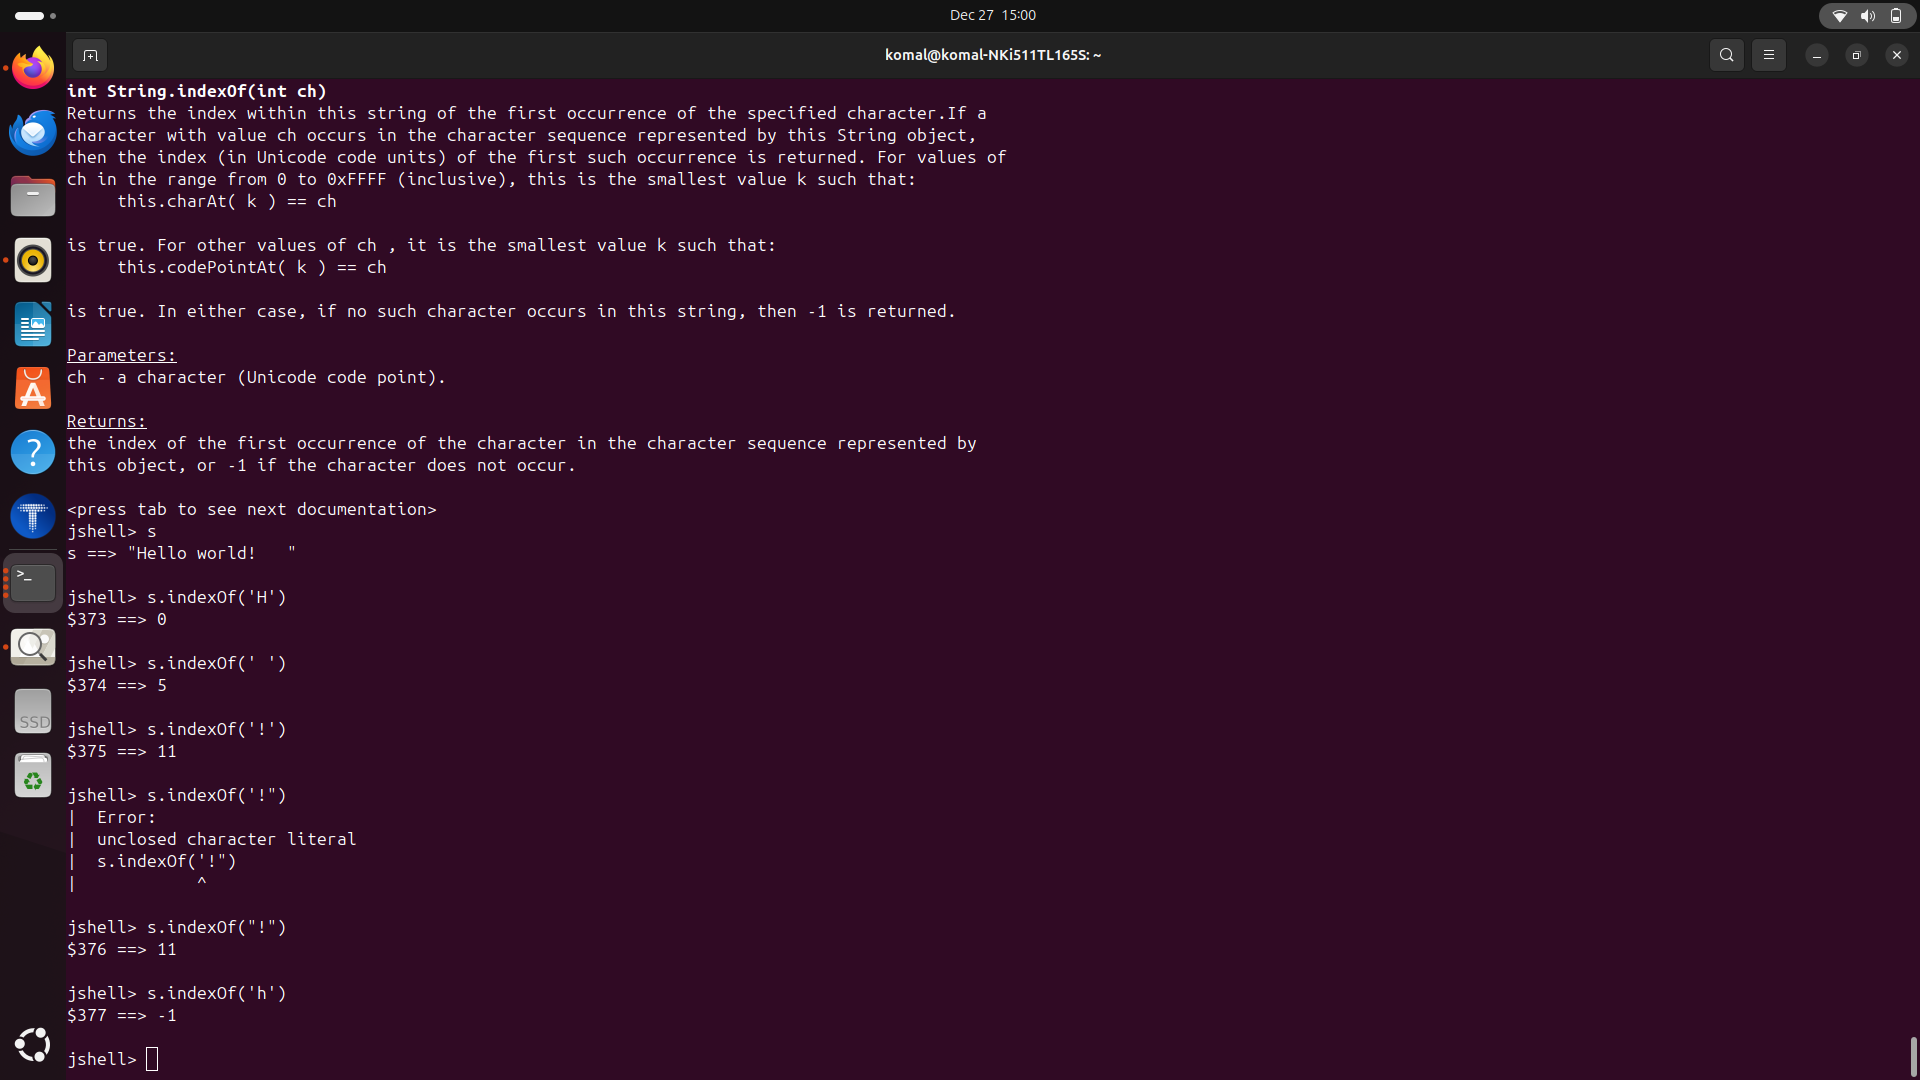 Dec 27 15:00
komal@komal-NKi511TL165S: ~
int String.indexOf(int ch)
Returns the index within this string of the first occurrence of the specified character.If a
character with value ch occurs in the character sequence represented by this String object,
then the index (in Unicode code units) of the first such occurrence is returned. For values of
ch in the range from 0 to 0xFFFF (inclusive), this is the smallest value k such that:
     this.charAt( k ) == ch
is true. For other values of ch , it is the smallest value k such that:
     this.codePointAt( k ) == ch
is true. In either case, if no such character occurs in this string, then -1 is returned.
Parameters:
ch - a character (Unicode code point).
Returns:
the index of the first occurrence of the character in the character sequence represented by
this object, or -1 if the character does not occur.
<press tab to see next documentation>
jshell> s
s ==> "Hello world!   "
jshell> s.indexOf('H')
$373 ==> 0
jshell> s.indexOf(' ')
$374 ==> 5
jshell> s.indexOf('!')
$375 ==> 11
jshell> s.indexOf('!")
|  Error:
|  unclosed character literal
|  s.indexOf('!")
|            ^
jshell> s.indexOf("!")
$376 ==> 11
jshell> s.indexOf('h')
$377 ==> -1
jshell>
SSD